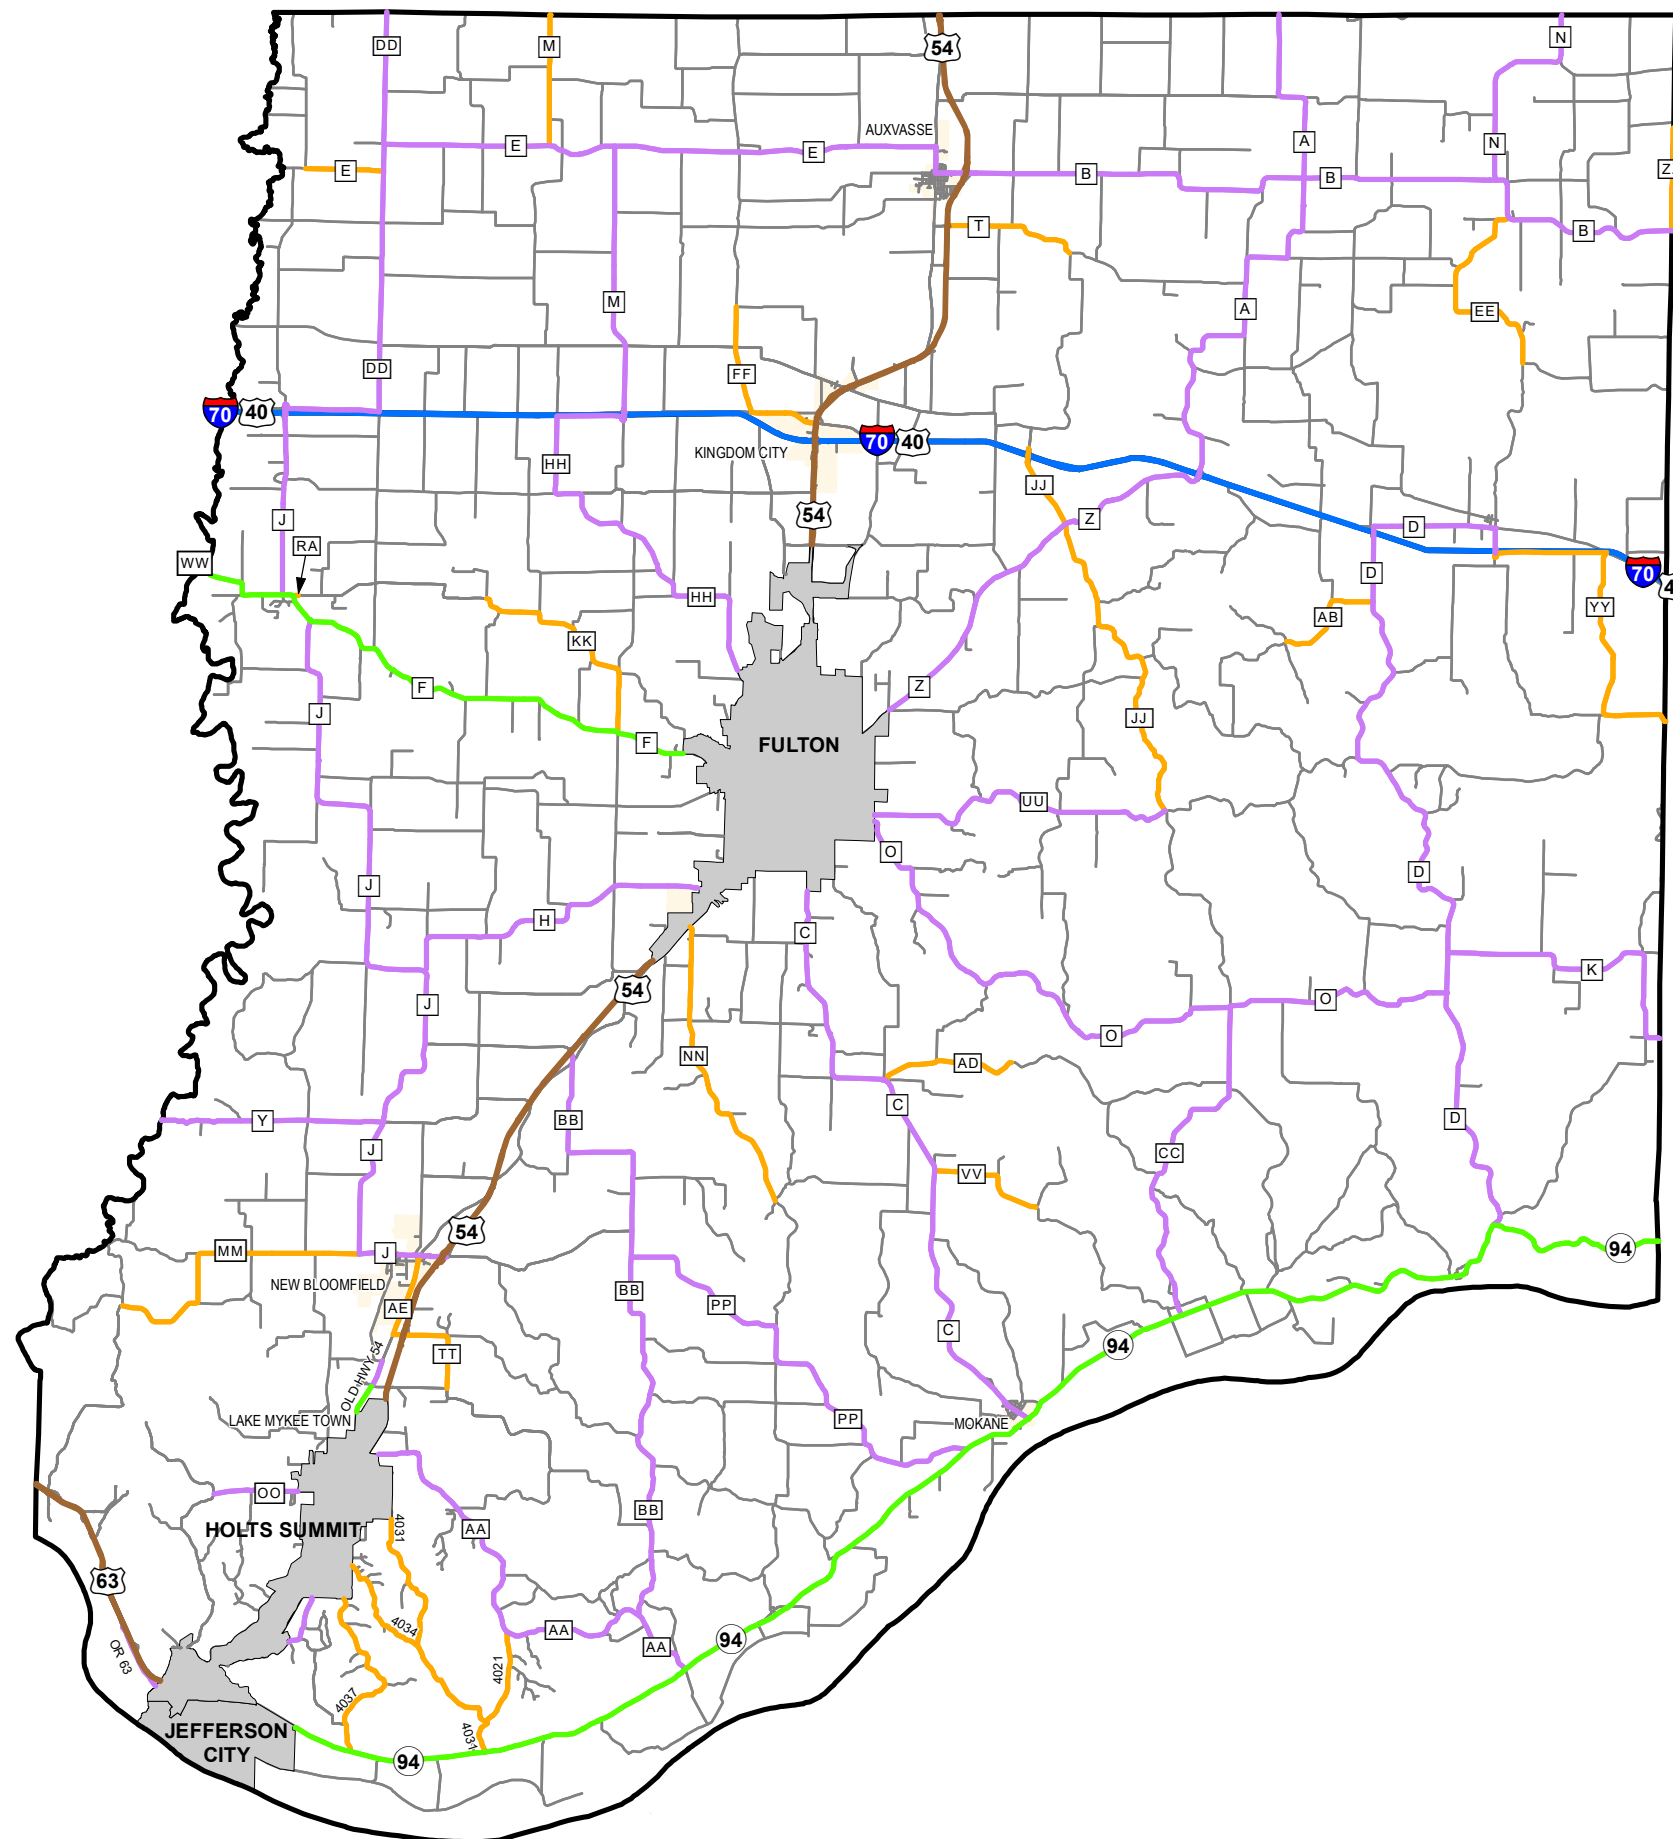 DD
M
54
N
AUXVASSE
E
E
A
N
E
B
B
T
B
M
A
EE
DD
FF
70
40
70
40
KINGDOM CITY
HH
JJ
J
54
Z
D
RA
WW
D
70
HH
YY
AB
KK
F
Z
J
JJ
F
FULTON
UU
O
D
J
H
C
K
54
J
O
O
NN
AD
C
Y
BB
D
J
CC
VV
54
MM
J
94
NEW BLOOMFIELD
BB
PP
AE
C
94
TT
OLD HWY 54
LAKE MYKEE TOWN
PP
MOKANE
OO
BB
HOLTS SUMMIT
4031
AA
63
4034
AA
94
AA
OR 63
4021
4037
JEFFERSON
CITY
4031
94